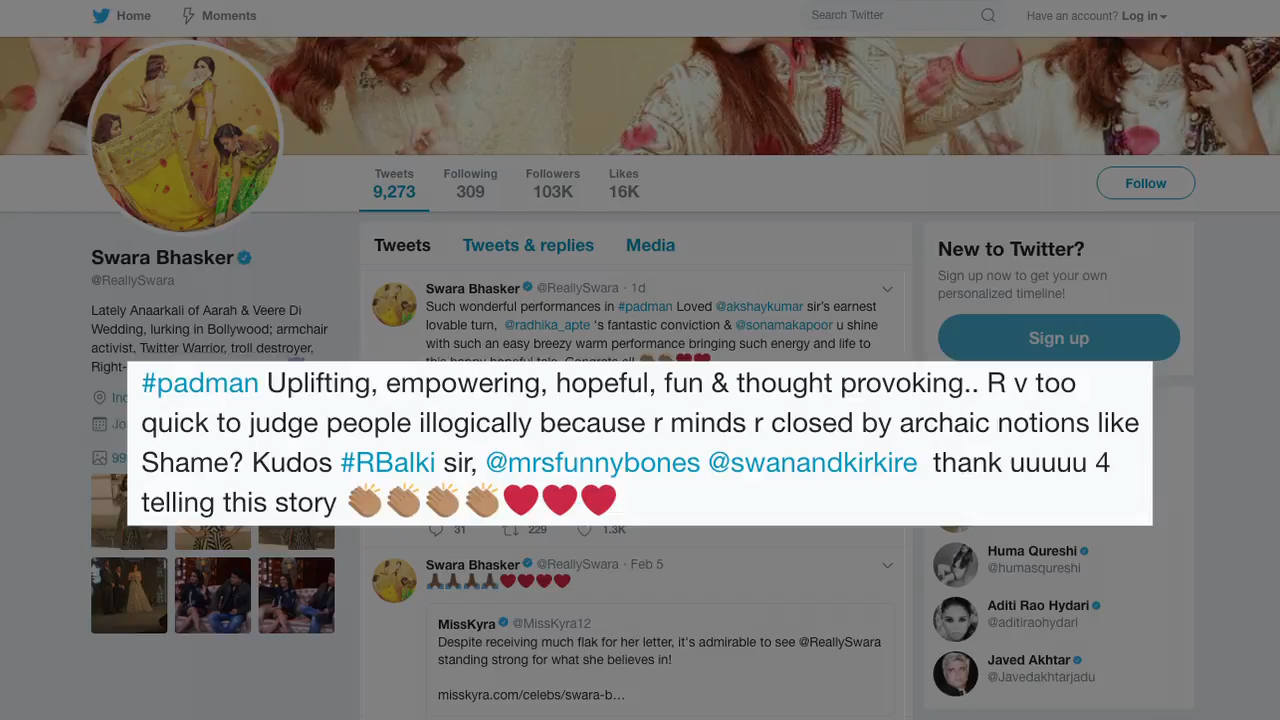 Home
Moments
Search Twitter
Have an account? Log in
Tweets
9,273
Following
309
Followers
103K
Likes
16K
Follow
Swara Bhasker
@ReallySwara
Lately Anaarkali of Aarah & Veere Di
Wedding, lurking in Bollywood; armchair
activist, Twitter Warrior, troll destroyer,
Right-
Tweets
Tweets & replies
Media
Swara Bhasker @ReallySwara · 1d
Such wonderful performances in #padman Loved @akshaykumar sir's earnest
lovable turn, @radhika_apte 's fantastic conviction & @sonamakapoor u shine
with such an easy breezy warm performance bringing such energy and life to
this happy hopeful tale. Congrats all 👏🏽👏🏽❤❤
#padman Uplifting, empowering, hopeful, fun & thought provoking.. R v too
quick to judge people illogically because r minds r closed by archaic notions like
Shame? Kudos #RBalki sir, @mrsfunnybones @swanandkirkire thank uuuuu 4
telling this story 👏🏽👏🏽👏🏽👏🏽❤❤❤
31
229
1.3K
Swara Bhasker @ReallySwara · Feb 5
🙏🏾🙏🏾🙏🏾🙏🏾❤❤❤❤
MissKyra @MissKyra12
Despite receiving much flak for her letter, it's admirable to see @ReallySwara
standing strong for what she believes in!
misskyra.com/celebs/swara-b…
New to Twitter?
Sign up now to get your own
personalized timeline!
Sign up
Huma Qureshi
@humasqureshi
Aditi Rao Hydari
@aditiraohydari
Javed Akhtar
@Javedakhtarjadu